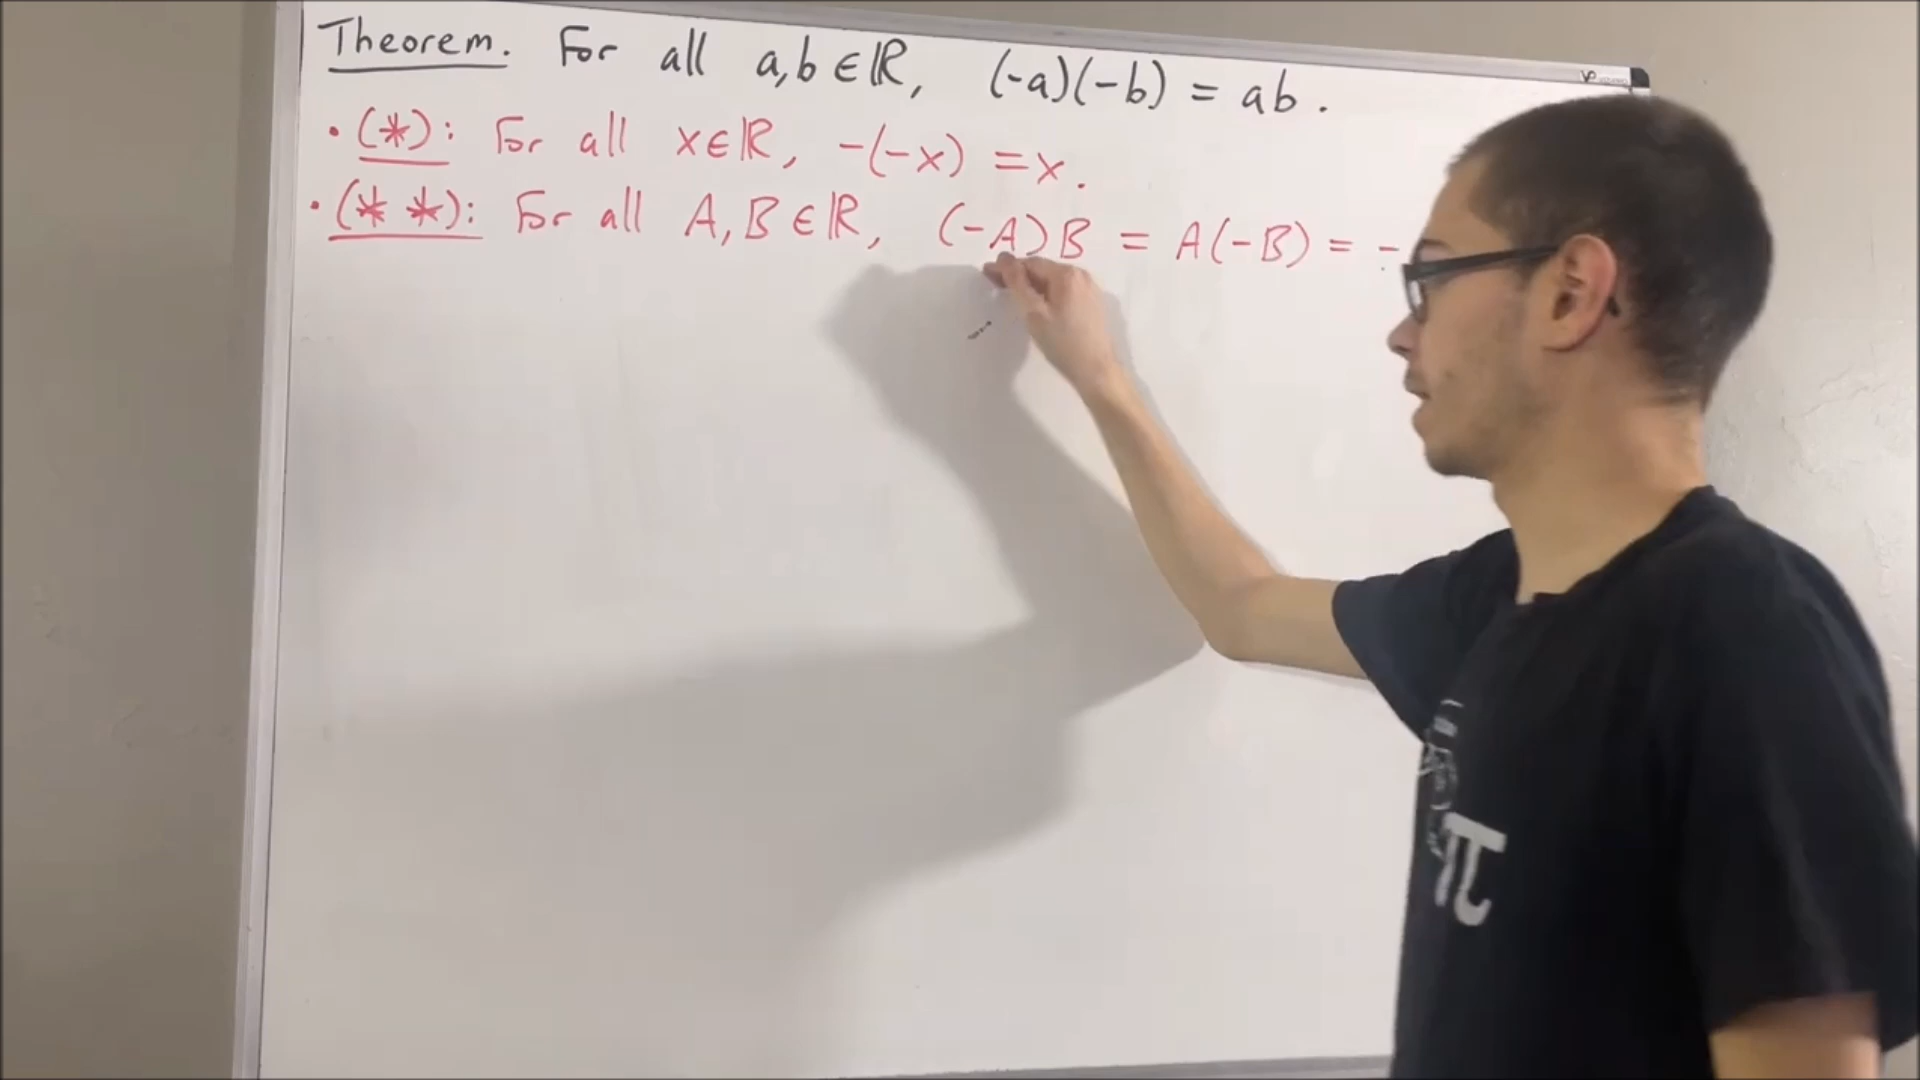 Theorem. For all a,b ∈ ℝ, (-a)(-b) = ab.
• (*): For all x ∈ ℝ, -(-x) = x.
• (* *): For all A, B ∈ ℝ, (-A)B = A(-B) = -
π